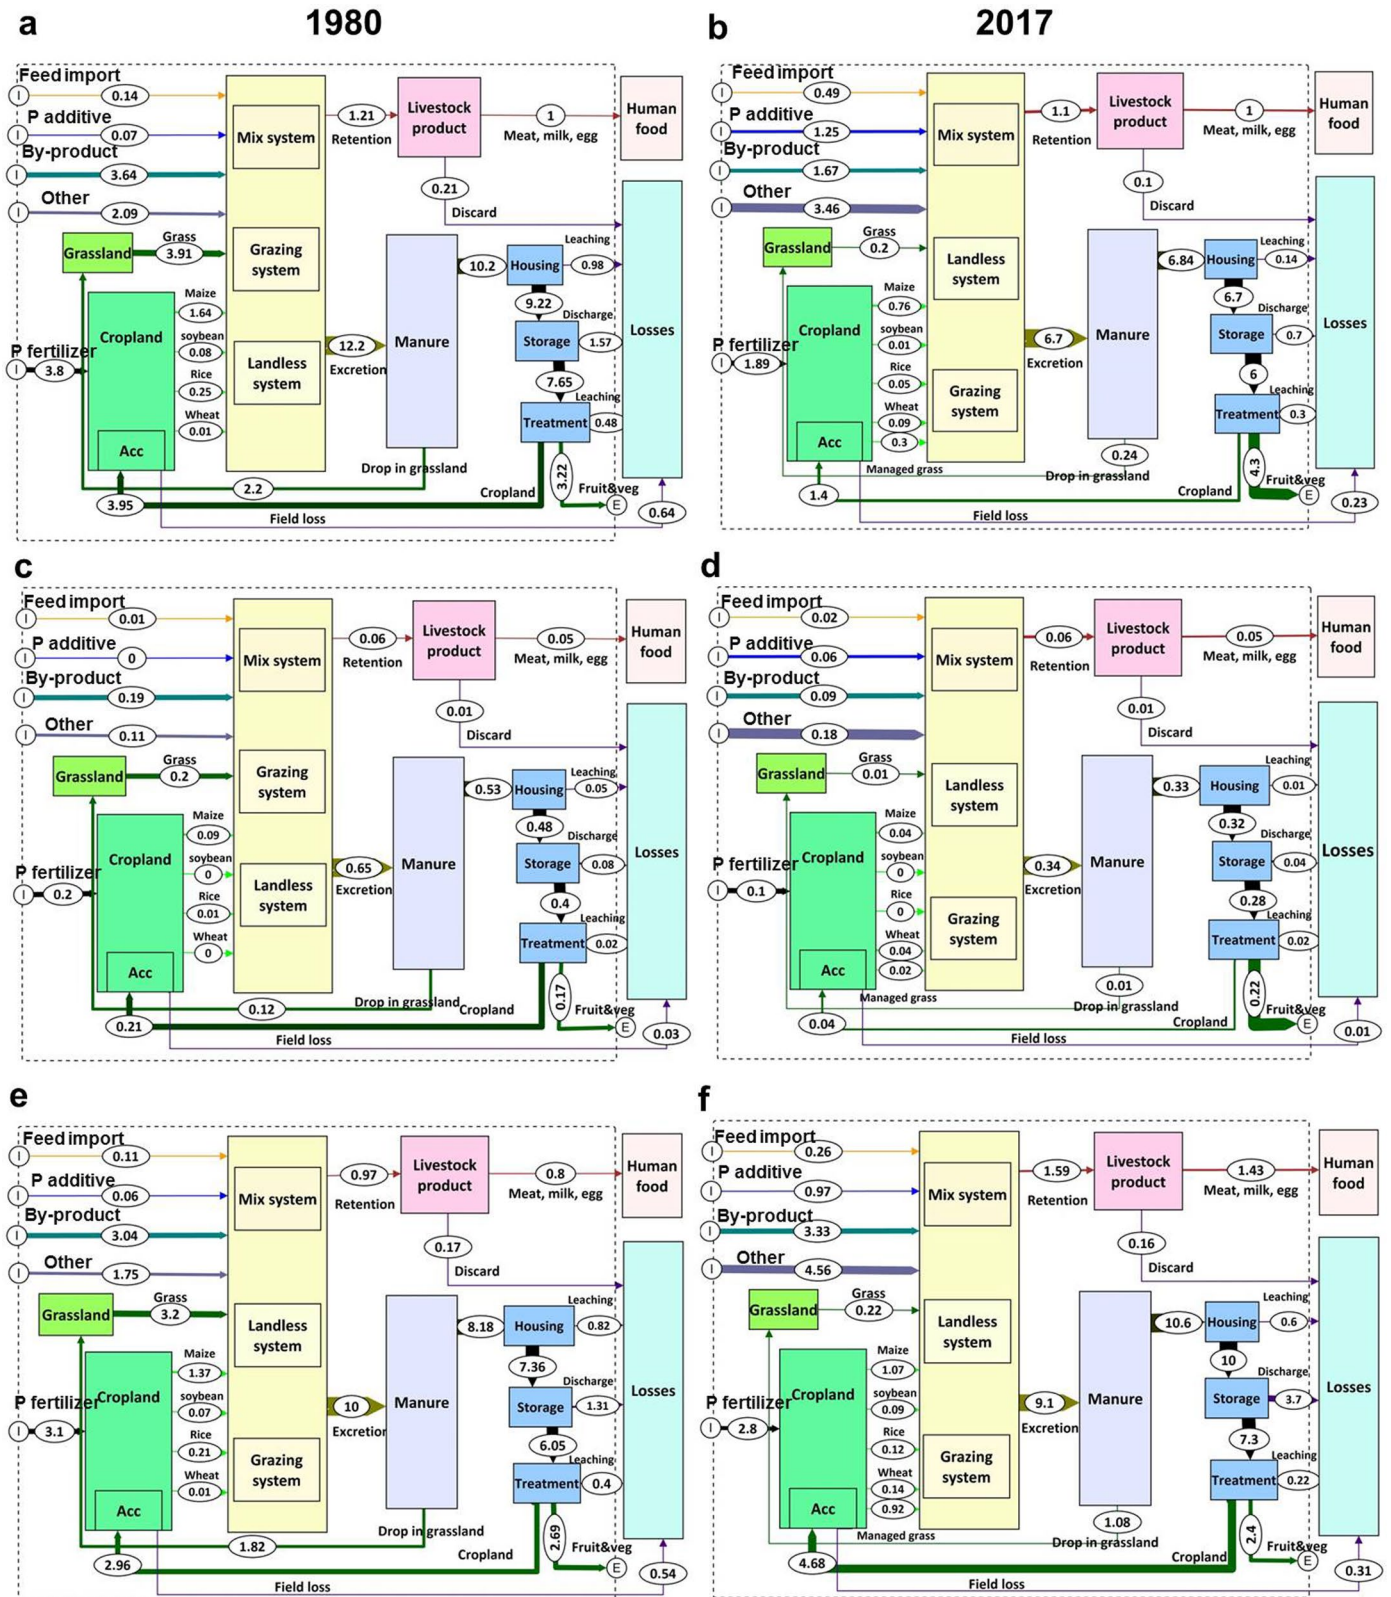 a 1980
Feed import
I 0.14
P additive
I 0.07
By-product
I 3.64
Other
I 2.09
Grassland
Grass
3.91
Cropland
Acc
Maize
1.64
soybean
0.08
Rice
0.25
Wheat
0.01
P fertilizer
I 3.8
Mix system
Grazing
system
Landless
system
1.21
Retention
Livestock
product
1
Meat, milk, egg
Human
food
0.21
Discard
12.2
Excretion
Manure
10.2
Housing
Leaching
0.98
9.22
Storage
Discharge
1.57
7.65
Treatment
Leaching
0.48
Losses
Drop in grassland
2.2
3.95
Cropland
3.22
Fruit&veg
E
Field loss
0.64
b 2017
Feed import
I 0.49
P additive
I 1.25
By-product
I 1.67
Other
I 3.46
Grassland
Grass
0.2
Cropland
Acc
Maize
0.76
soybean
0.01
Rice
0.05
Wheat
0.09
0.3
Managed grass
P fertilizer
I 1.89
Mix system
Landless
system
Grazing
system
1.1
Retention
Livestock
product
1
Meat, milk, egg
Human
food
0.1
Discard
6.7
Excretion
Manure
6.84
Housing
Leaching
0.14
6.7
Storage
Discharge
0.7
6
Treatment
Leaching
0.3
Losses
0.24
Drop in grassland
1.4
Cropland
4.3
Fruit&veg
E
Field loss
0.23
c
Feed import
I 0.01
P additive
I 0
By-product
I 0.19
Other
I 0.11
Grassland
Grass
0.2
Cropland
Acc
Maize
0.09
soybean
0
Rice
0.01
Wheat
0
P fertilizer
I 0.2
Mix system
Grazing
system
Landless
system
0.06
Retention
Livestock
product
0.05
Meat, milk, egg
Human
food
0.01
Discard
0.65
Excretion
Manure
0.53
Housing
Leaching
0.05
0.48
Storage
Discharge
0.08
0.4
Treatment
Leaching
0.02
Losses
Drop in grassland
0.12
0.21
Cropland
0.17
Fruit&veg
E
Field loss
0.03
d
Feed import
I 0.02
P additive
I 0.06
By-product
I 0.09
Other
I 0.18
Grassland
Grass
0.01
Cropland
Acc
Maize
0.04
soybean
0
Rice
0
Wheat
0.04
0.02
Managed grass
P fertilizer
I 0.1
Mix system
Landless
system
Grazing
system
0.06
Retention
Livestock
product
0.05
Meat, milk, egg
Human
food
0.01
Discard
0.34
Excretion
Manure
0.33
Housing
Leaching
0.01
0.32
Storage
Discharge
0.04
0.28
Treatment
Leaching
0.02
Losses
0.01
Drop in grassland
0.04
Cropland
0.22
Fruit&veg
E
Field loss
0.01
e
Feed import
I 0.11
P additive
I 0.06
By-product
I 3.04
Other
I 1.75
Grassland
Grass
3.2
Cropland
Acc
Maize
1.37
soybean
0.07
Rice
0.21
Wheat
0.01
P fertilizer
I 3.1
Mix system
Landless
system
Grazing
system
0.97
Retention
Livestock
product
0.8
Meat, milk, egg
Human
food
0.17
Discard
10
Excretion
Manure
8.18
Housing
Leaching
0.82
7.36
Storage
Discharge
1.31
6.05
Treatment
Leaching
0.4
Losses
Drop in grassland
1.82
2.96
Cropland
2.69
Fruit&veg
E
Field loss
0.54
f
Feed import
I 0.26
P additive
I 0.97
By-product
I 3.33
Other
I 4.56
Grassland
Grass
0.22
Cropland
Acc
Maize
1.07
soybean
0.09
Rice
0.12
Wheat
0.14
0.92
Managed grass
P fertilizer
I 2.8
Mix system
Landless
system
Grazing
system
1.59
Retention
Livestock
product
1.43
Meat, milk, egg
Human
food
0.16
Discard
9.1
Excretion
Manure
10.6
Housing
Leaching
0.6
10
Storage
Discharge
3.7
7.3
Treatment
Leaching
0.22
Losses
1.08
Drop in grassland
4.68
Cropland
2.4
Fruit&veg
E
Field loss
0.31